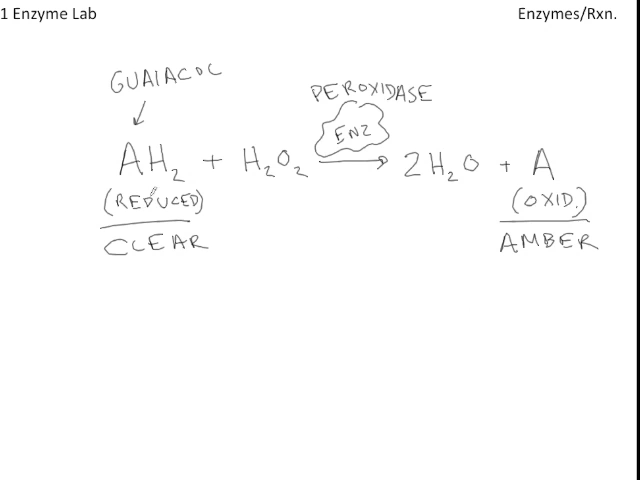 1 Enzyme Lab
Enzymes/Rxn.
GUAIACOL
PEROXIDASE
ENZ
AH₂ + H₂O₂ → 2H₂O + A
(REDUCED)
(OXID.)
CLEAR
AMBER